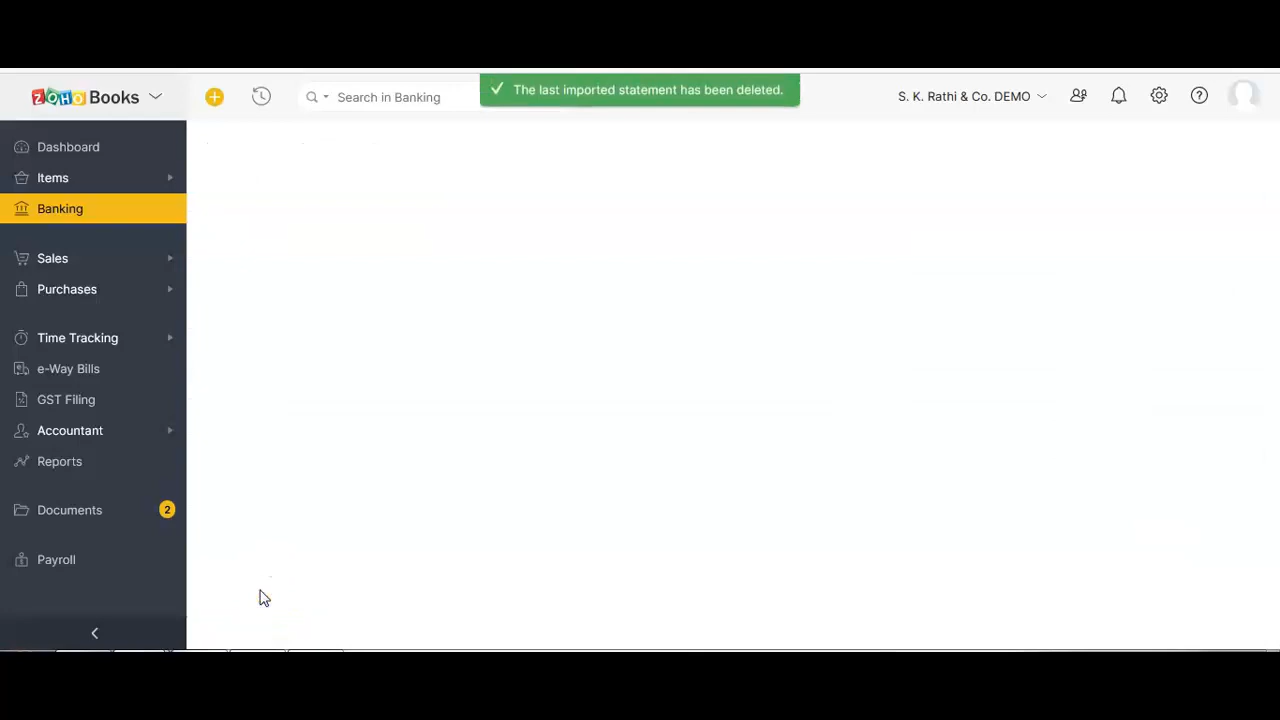 ZOHO Books
Search in Banking
The last imported statement has been deleted.
S. K. Rathi & Co. DEMO
Dashboard
Items
Banking
Sales
Purchases
Time Tracking
e-Way Bills
GST Filing
Accountant
Reports
Documents 2
Payroll